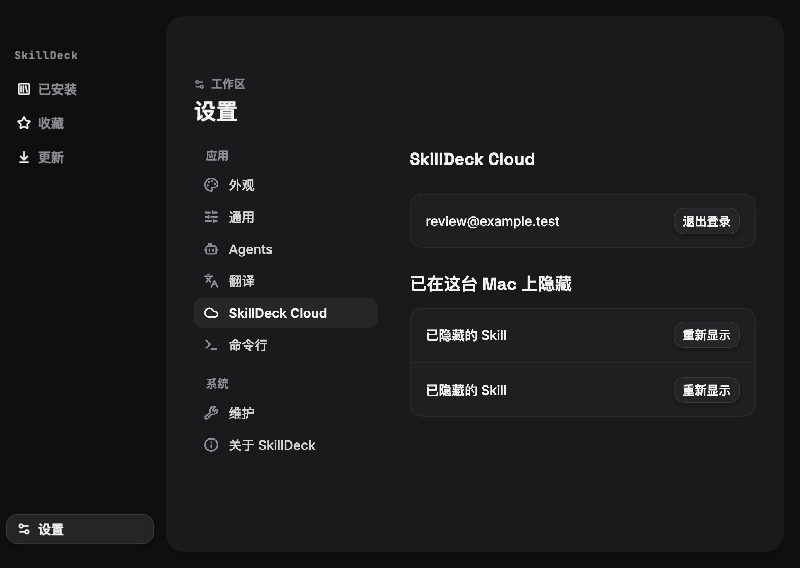 SkillDeck
已安装
收藏
更新
设置
工作区
设置
应用
外观
通用
Agents
翻译
SkillDeck Cloud
命令行
系统
维护
关于 SkillDeck
SkillDeck Cloud
review@example.test
退出登录
已在这台 Mac 上隐藏
已隐藏的 Skill
重新显示
已隐藏的 Skill
重新显示